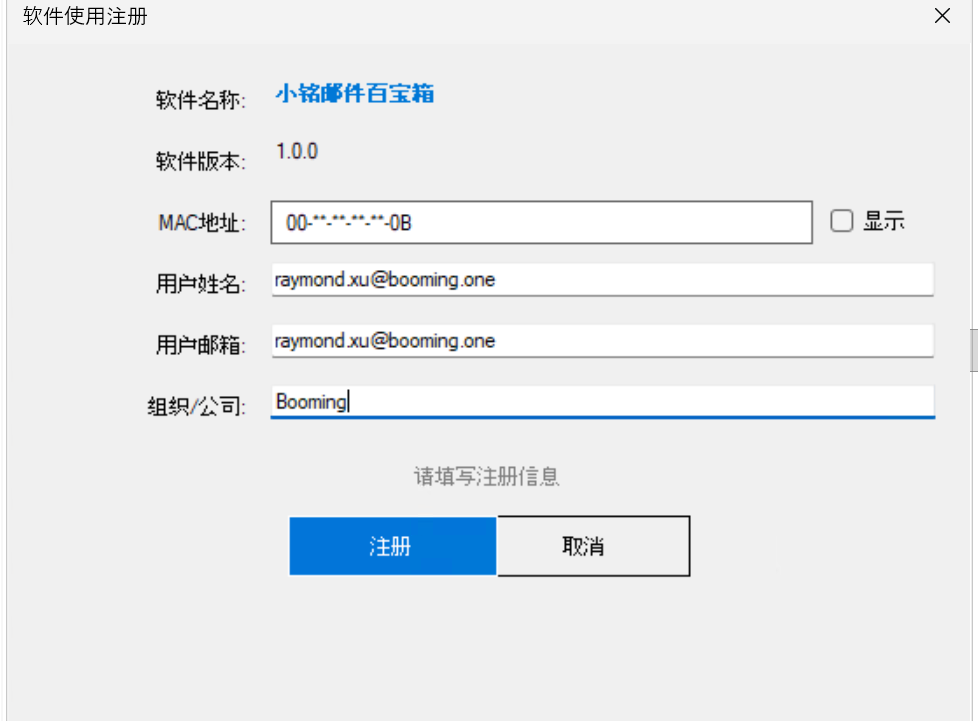 软件使用注册
软件名称: 小铭邮件百宝箱
软件版本: 1.0.0
MAC地址: 00-**-**-**-**-0B 显示
用户姓名: raymond.xu@booming.one
用户邮箱: raymond.xu@booming.one
组织/公司: Booming
请填写注册信息
注册 取消